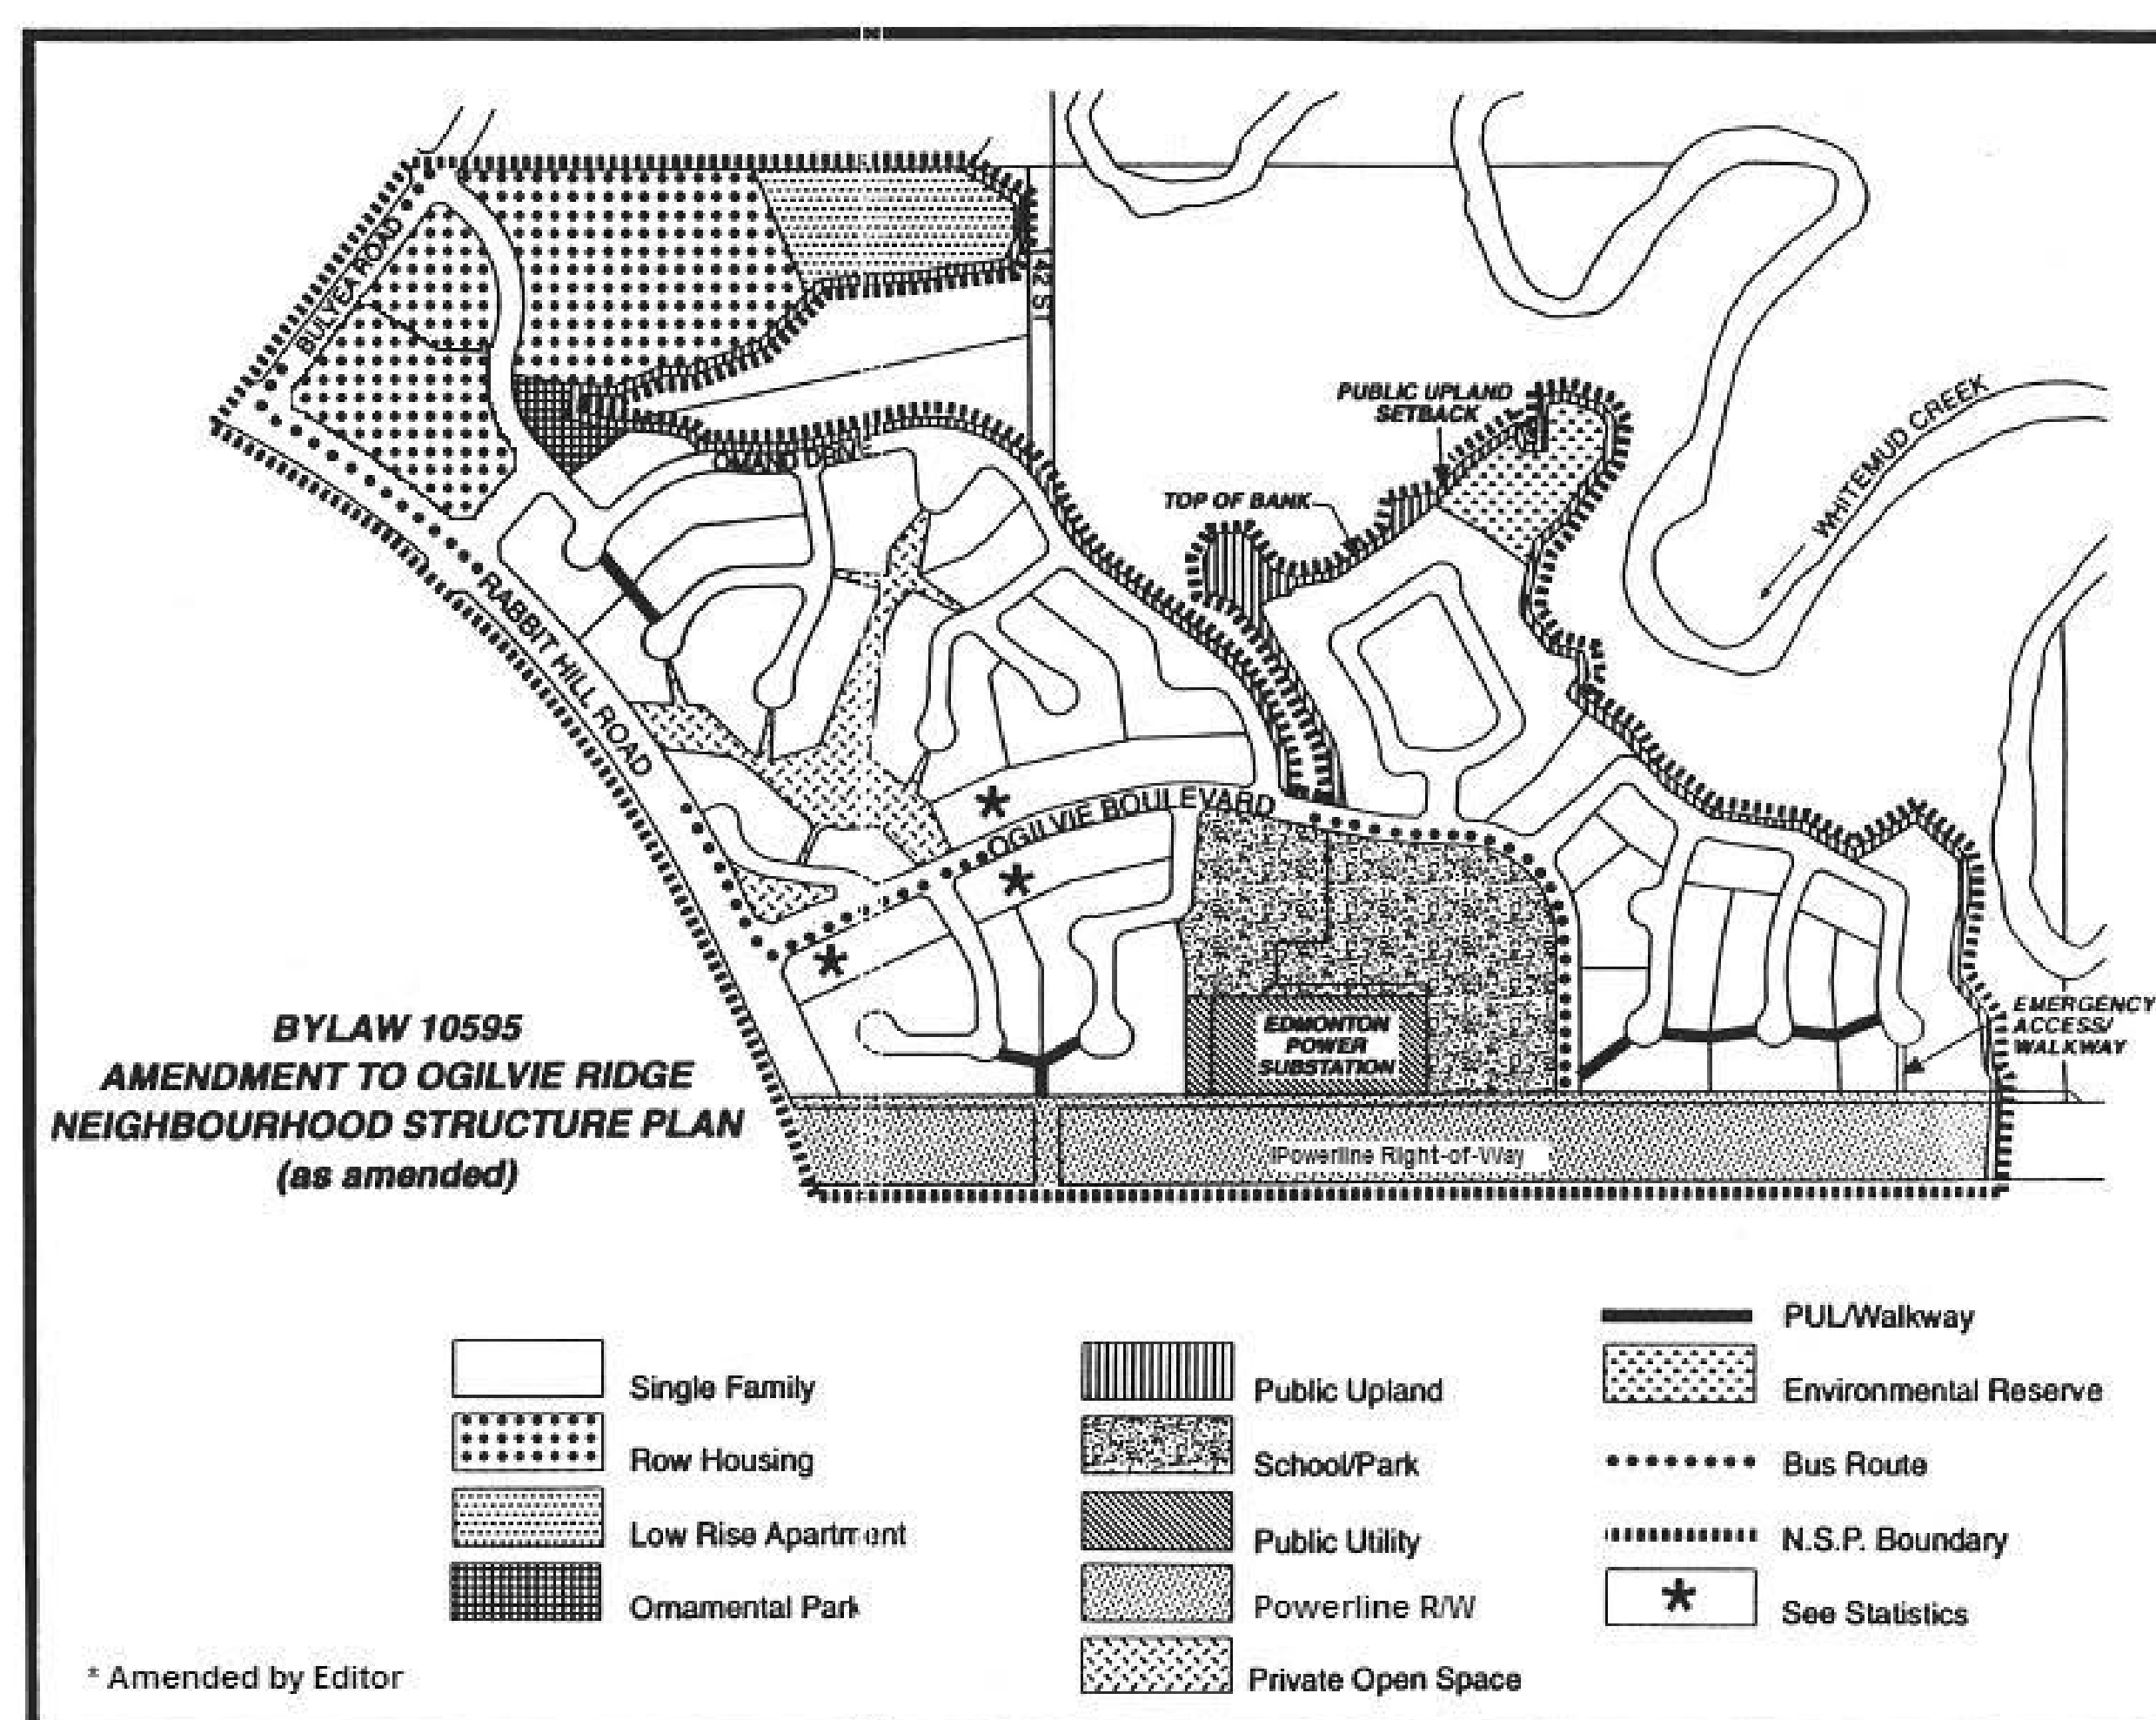 N
BULYEA ROAD
142 ST
PUBLIC UPLAND
SETBACK
WHITEMUD CREEK
OMAND DRIVE
TOP OF BANK
RABBIT HILL ROAD
*
OGILVIE BOULEVARD
*
*
EDMONTON
POWER
SUBSTATION
EMERGENCY
ACCESS/
WALKWAY
Powerline Right-of-Way
BYLAW 10595
AMENDMENT TO OGILVIE RIDGE
NEIGHBOURHOOD STRUCTURE PLAN
(as amended)
Single Family
Row Housing
Low Rise Apartment
Ornamental Park
Public Upland
School/Park
Public Utility
Powerline R/W
Private Open Space
PUL/Walkway
Environmental Reserve
Bus Route
N.S.P. Boundary
* See Statistics
* Amended by Editor